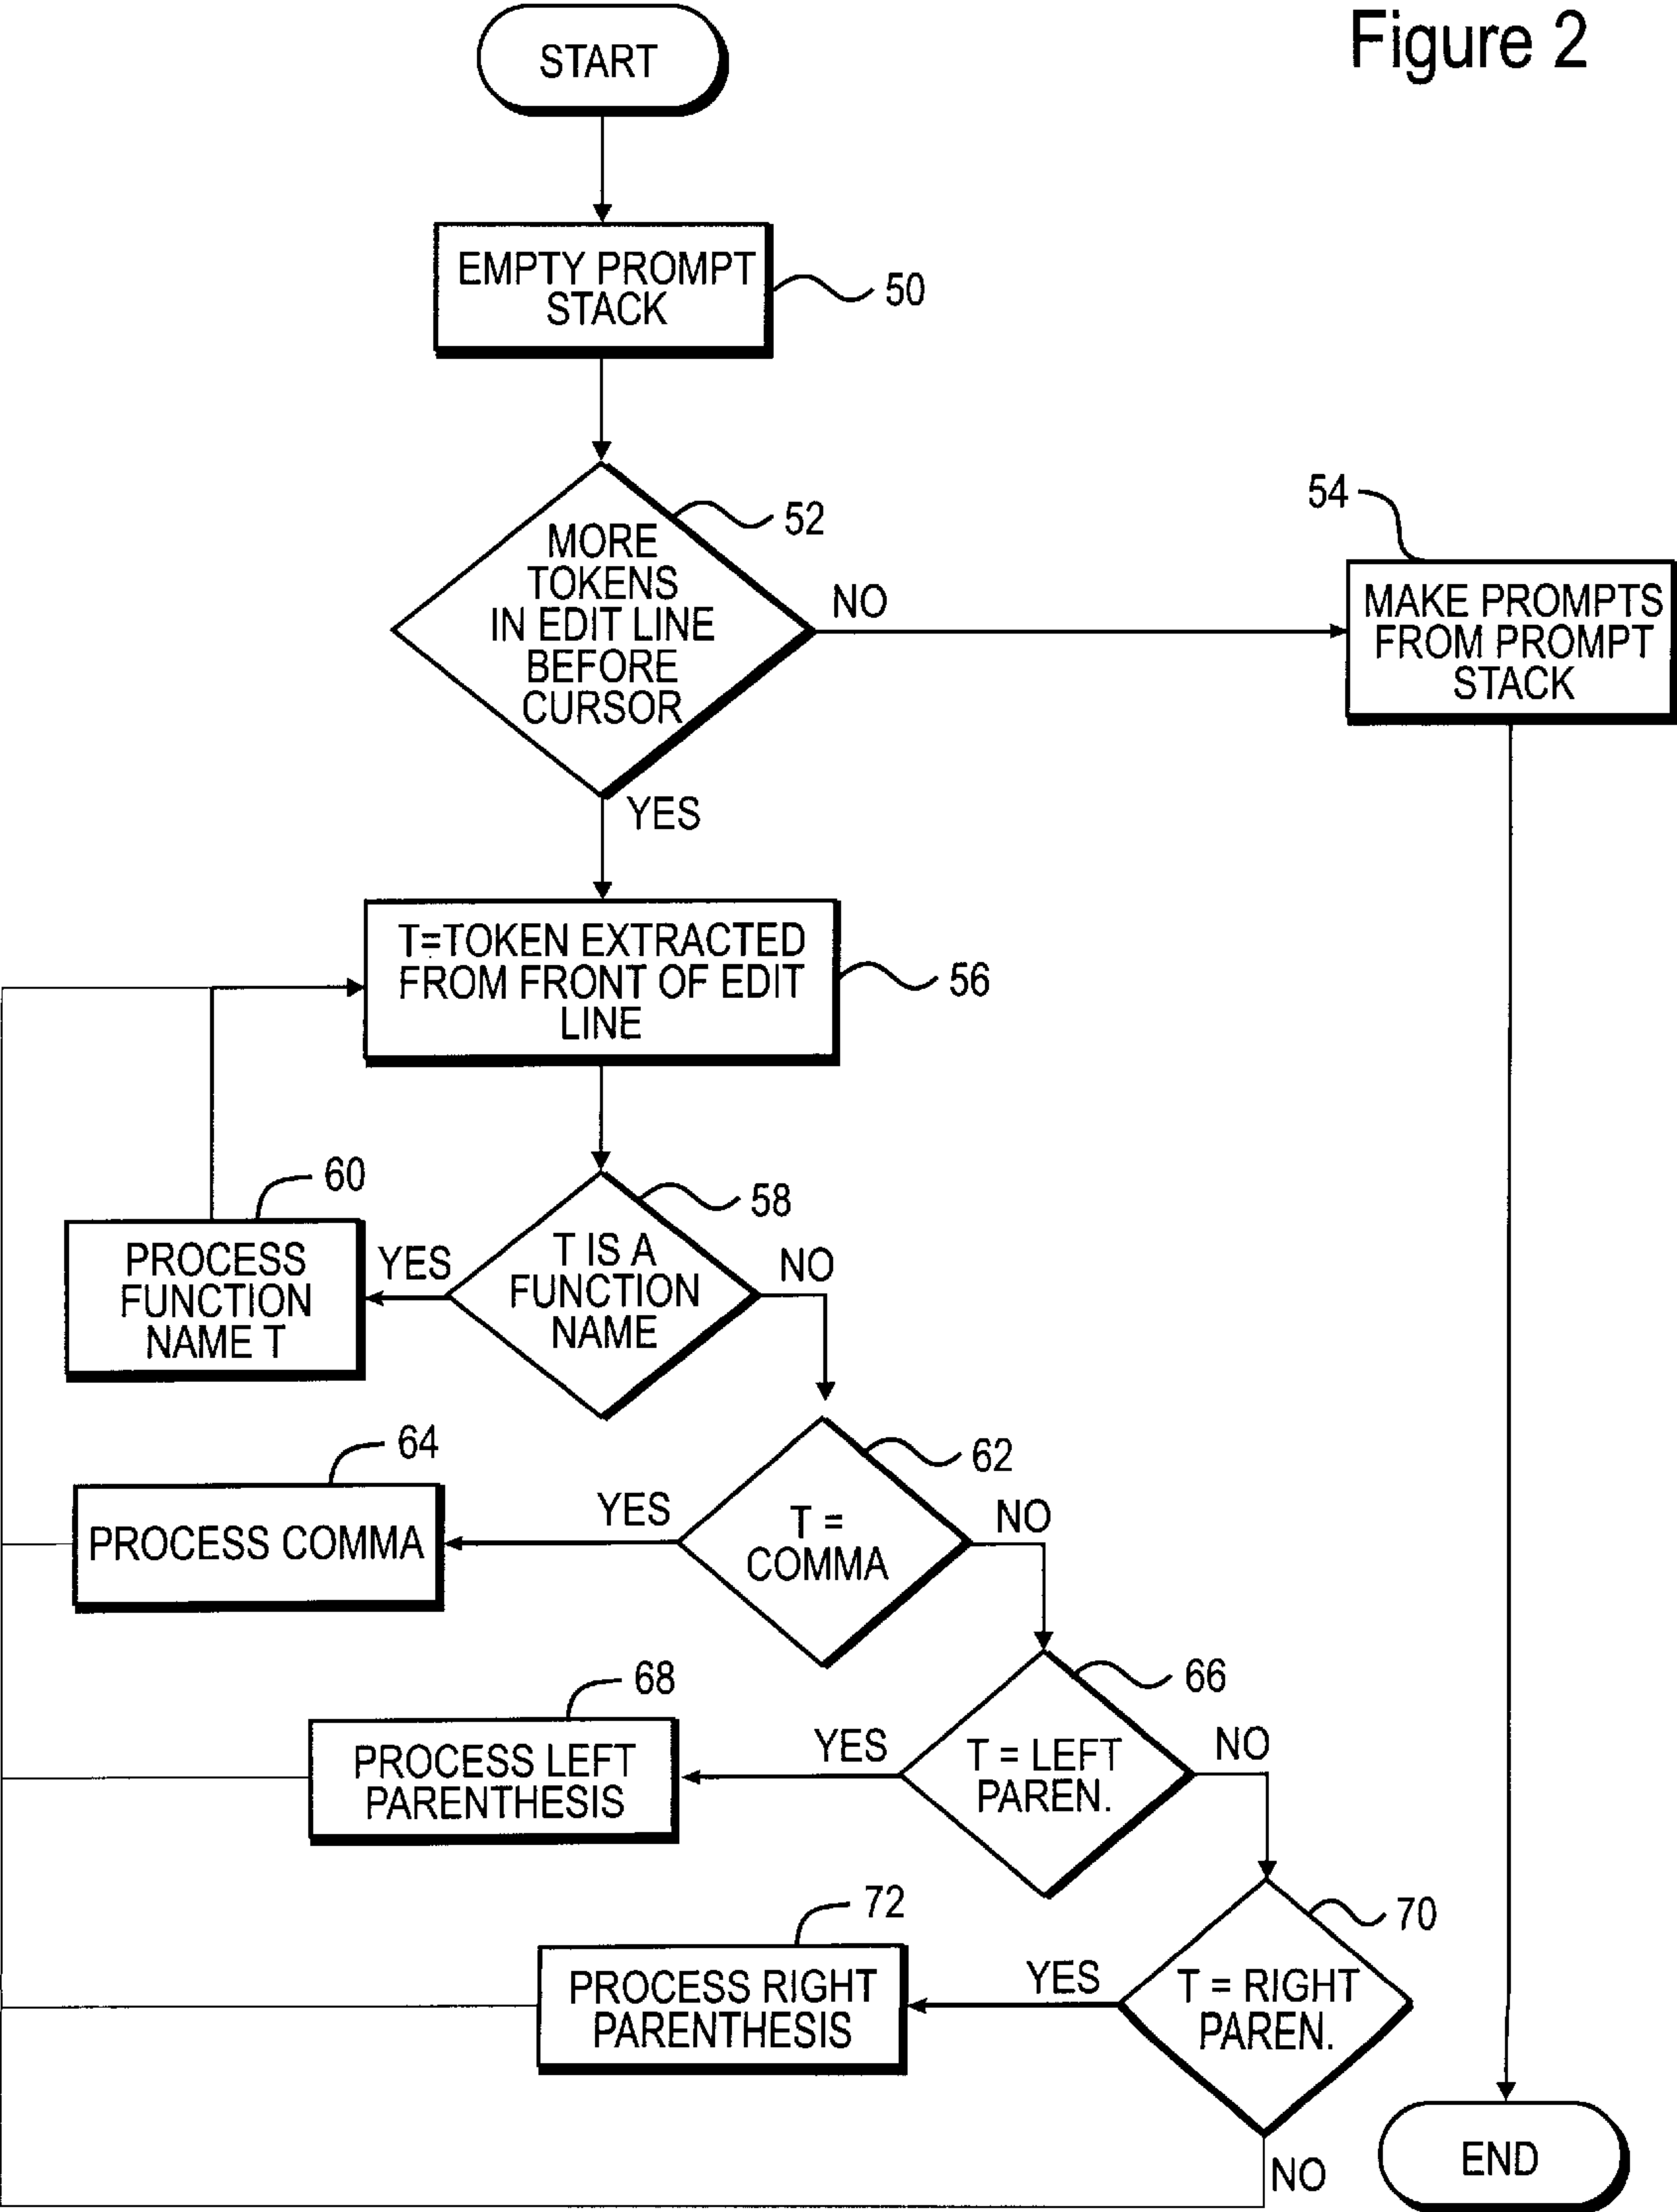 Figure 2
START
EMPTY PROMPT
STACK
50
52
MORE
TOKENS
IN EDIT LINE
BEFORE
CURSOR
NO
YES
54
MAKE PROMPTS
FROM PROMPT
STACK
T=TOKEN EXTRACTED
FROM FRONT OF EDIT
LINE
56
58
T IS A
FUNCTION
NAME
YES
NO
60
PROCESS
FUNCTION
NAME T
62
T =
COMMA
YES
NO
64
PROCESS COMMA
66
T = LEFT
PAREN.
YES
NO
68
PROCESS LEFT
PARENTHESIS
70
T = RIGHT
PAREN.
YES
NO
72
PROCESS RIGHT
PARENTHESIS
END